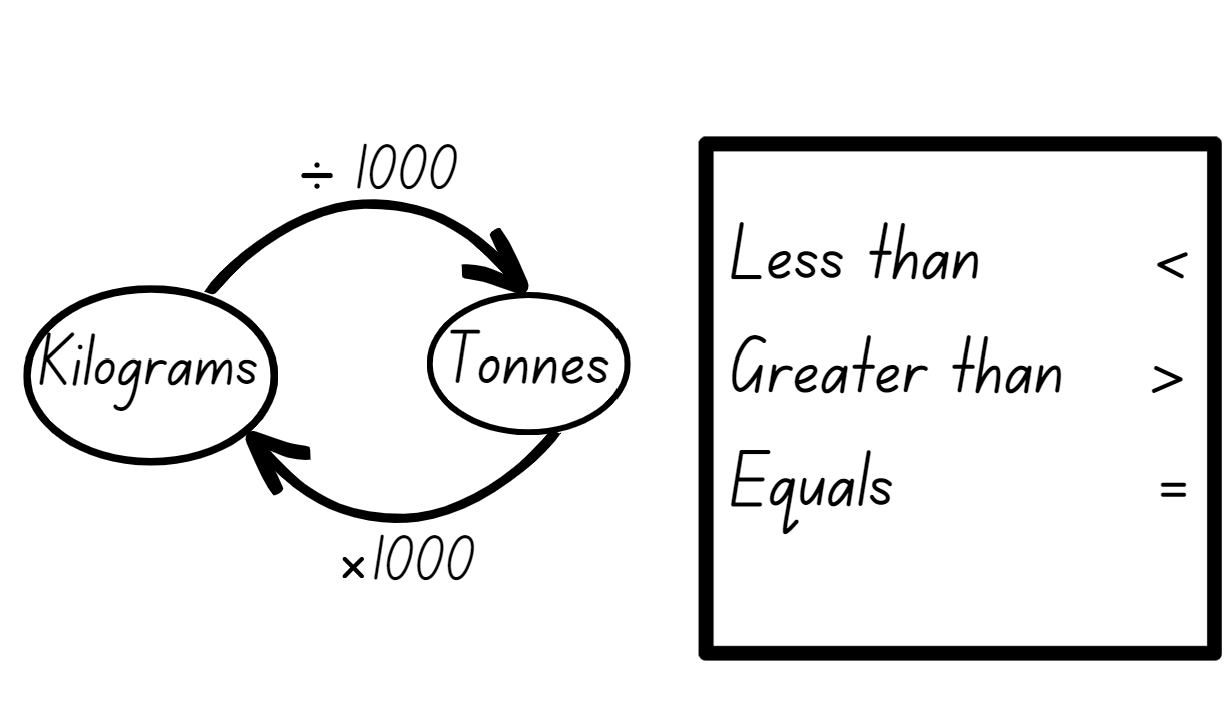 ÷ 1000
Kilograms
Tonnes
×1000
Less than <
Greater than >
Equals =